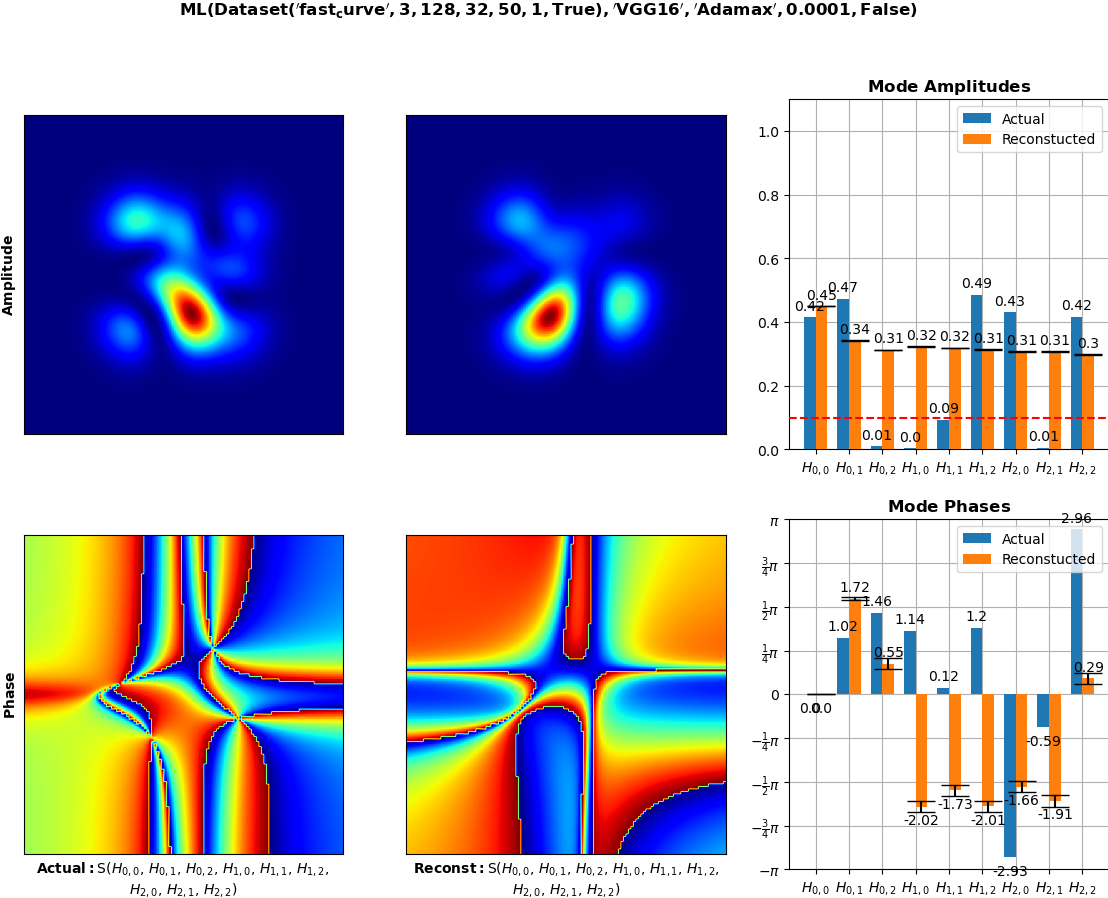 ML(Dataset('fast_curve', 3, 128, 32, 50, 1, True), 'VGG16', 'Adamax', 0.0001, False)
Amplitude
Mode Amplitudes
Actual
Reconstucted
1.0
0.8
0.6
0.4
0.2
0.0
0.42
0.45
0.47
0.34
0.01
0.31
0.0
0.32
0.09
0.32
0.49
0.31
0.43
0.31
0.01
0.31
0.42
0.3
H0,0 H0,1 H0,2 H1,0 H1,1 H1,2 H2,0 H2,1 H2,2
Phase
Actual: S(H0,0, H0,1, H0,2, H1,0, H1,1, H1,2,
H2,0, H2,1, H2,2)
Reconst: S(H0,0, H0,1, H0,2, H1,0, H1,1, H1,2,
H2,0, H2,1, H2,2)
Mode Phases
Actual
Reconstucted
π
3/4π
1/2π
1/4π
0
−1/4π
−1/2π
−3/4π
−π
0.0
0.0
1.02
1.72
1.46
0.55
1.14
-2.02
0.12
-1.73
1.2
-2.01
-2.93
-1.66
-0.59
-1.91
2.96
0.29
H0,0 H0,1 H0,2 H1,0 H1,1 H1,2 H2,0 H2,1 H2,2